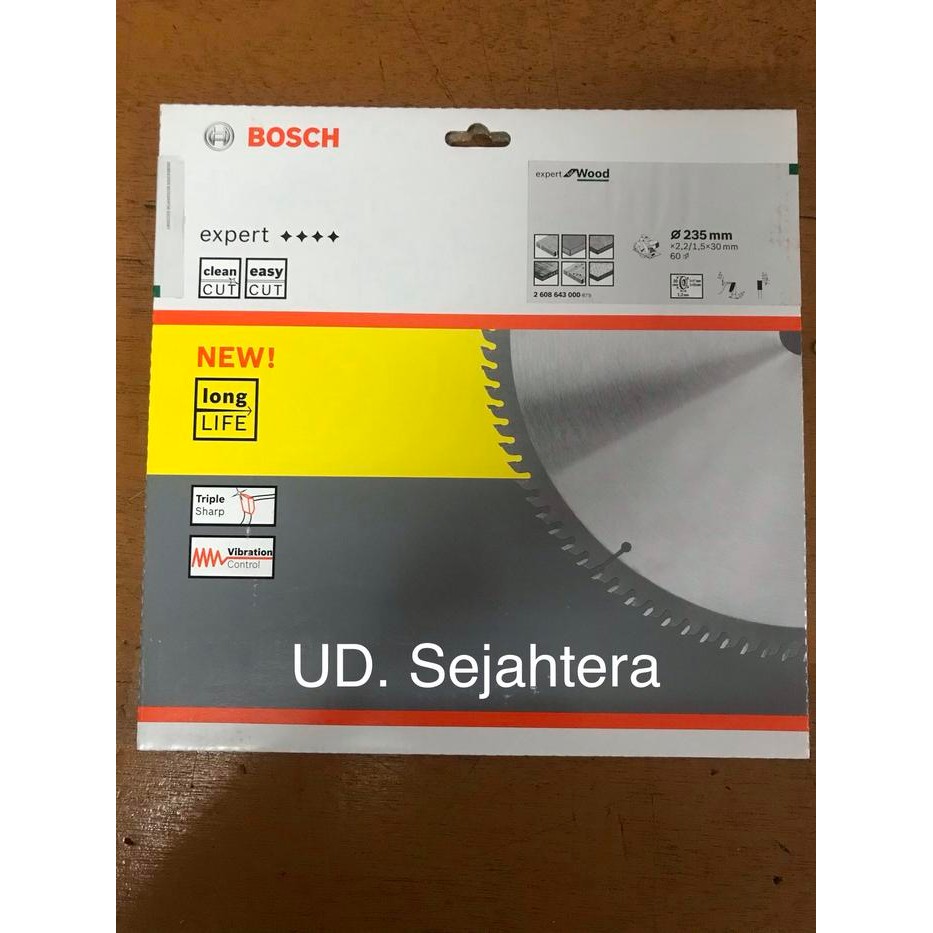 BOSCH
expert Wood
expert
clean CUT
easy CUT
Ø 235 mm
×2,2/1,5×30 mm
60
2 608 643 000
NEW!
long LIFE
Triple Sharp
Vibration Control
UD. Sejahtera